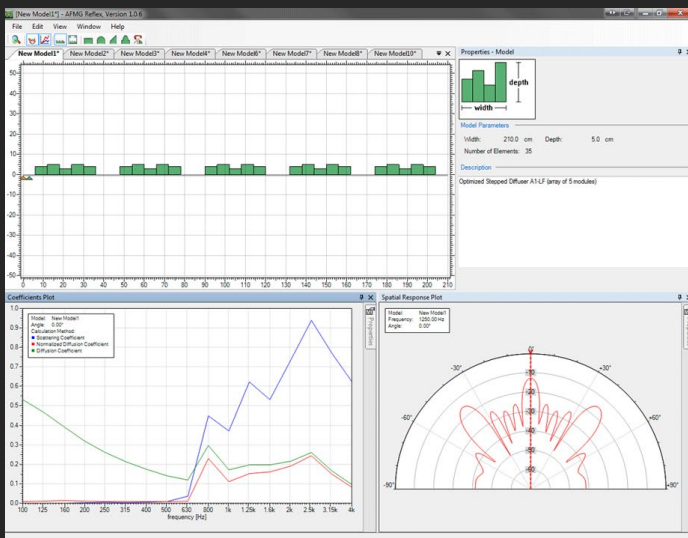 [New Model1*] - AFMG Reflex, Version 1.0.6
File Edit View Window Help
New Model1* New Model2* New Model3* New Model4* New Model6* New Model7* New Model8* New Model10*
50
40
30
20
10
0
-10
-20
-30
-40
-50
0 10 20 30 40 50 60 70 80 90 100 110 120 130 140 150 160 170 180 190 200 210
Properties - Model
depth
width
Model Parameters
Width: 210.0 cm Depth: 5.0 cm
Number of Elements: 35
Description
Optimized Stepped Diffuser A1-LF (array of 5 modules)
Coefficients Plot
Model: New Model1
Angle: 0.00°
Calculation Method
Scattering Coefficient
Normalized Diffusion Coefficient
Diffusion Coefficient
1.0
0.9
0.8
0.7
0.6
0.5
0.4
0.3
0.2
0.1
0.0
100 125 160 200 250 315 400 500 630 800 1k 1.25k 1.6k 2k 2.5k 3.15k 4k
frequency [Hz]
Properties
Spatial Response Plot
Model: New Model1
Frequency: 1250.00 Hz
Angle: 0.00°
0°
-30° +30°
-60° +60°
-90° +90°